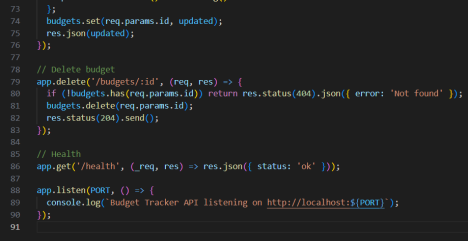 73 };
74 budgets.set(req.params.id, updated);
75 res.json(updated);
76 });
77
78 // Delete budget
79 app.delete('/budgets/:id', (req, res) => {
80 if (!budgets.has(req.params.id)) return res.status(404).json({ error: 'Not found' });
81 budgets.delete(req.params.id);
82 res.status(204).send();
83 });
84
85 // Health
86 app.get('/health', (_req, res) => res.json({ status: 'ok' }));
87
88 app.listen(PORT, () => {
89 console.log(`Budget Tracker API listening on http://localhost:${PORT}`);
90 });
91